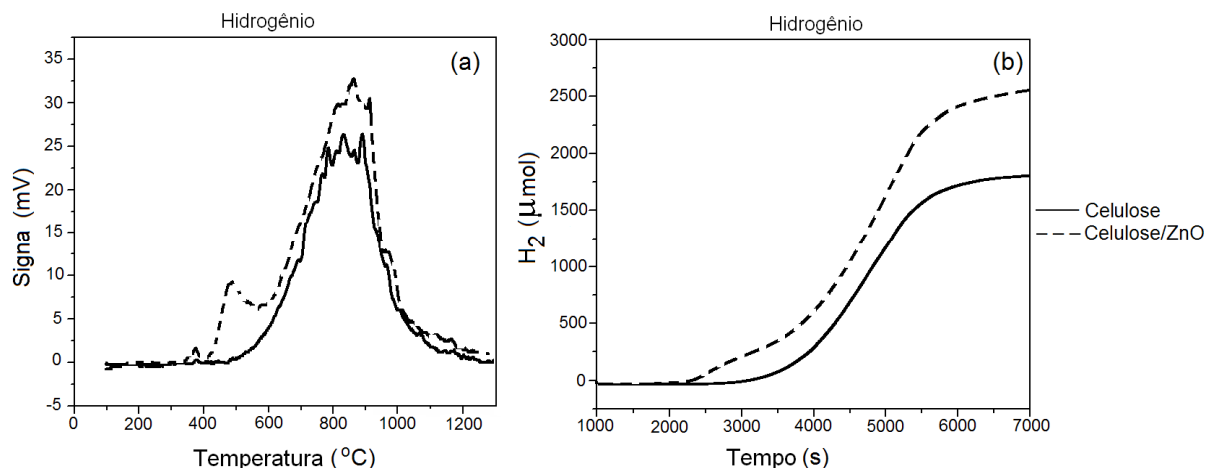 Hidrogênio
(a)
35
30
25
20
15
10
5
0
-5
Signa (mV)
0 200 400 600 800 1000 1200
Temperatura (°C)
Hidrogênio
(b)
3000
2500
2000
1500
1000
500
0
H2 (μmol)
1000 2000 3000 4000 5000 6000 7000
Tempo (s)
Celulose
Celulose/ZnO